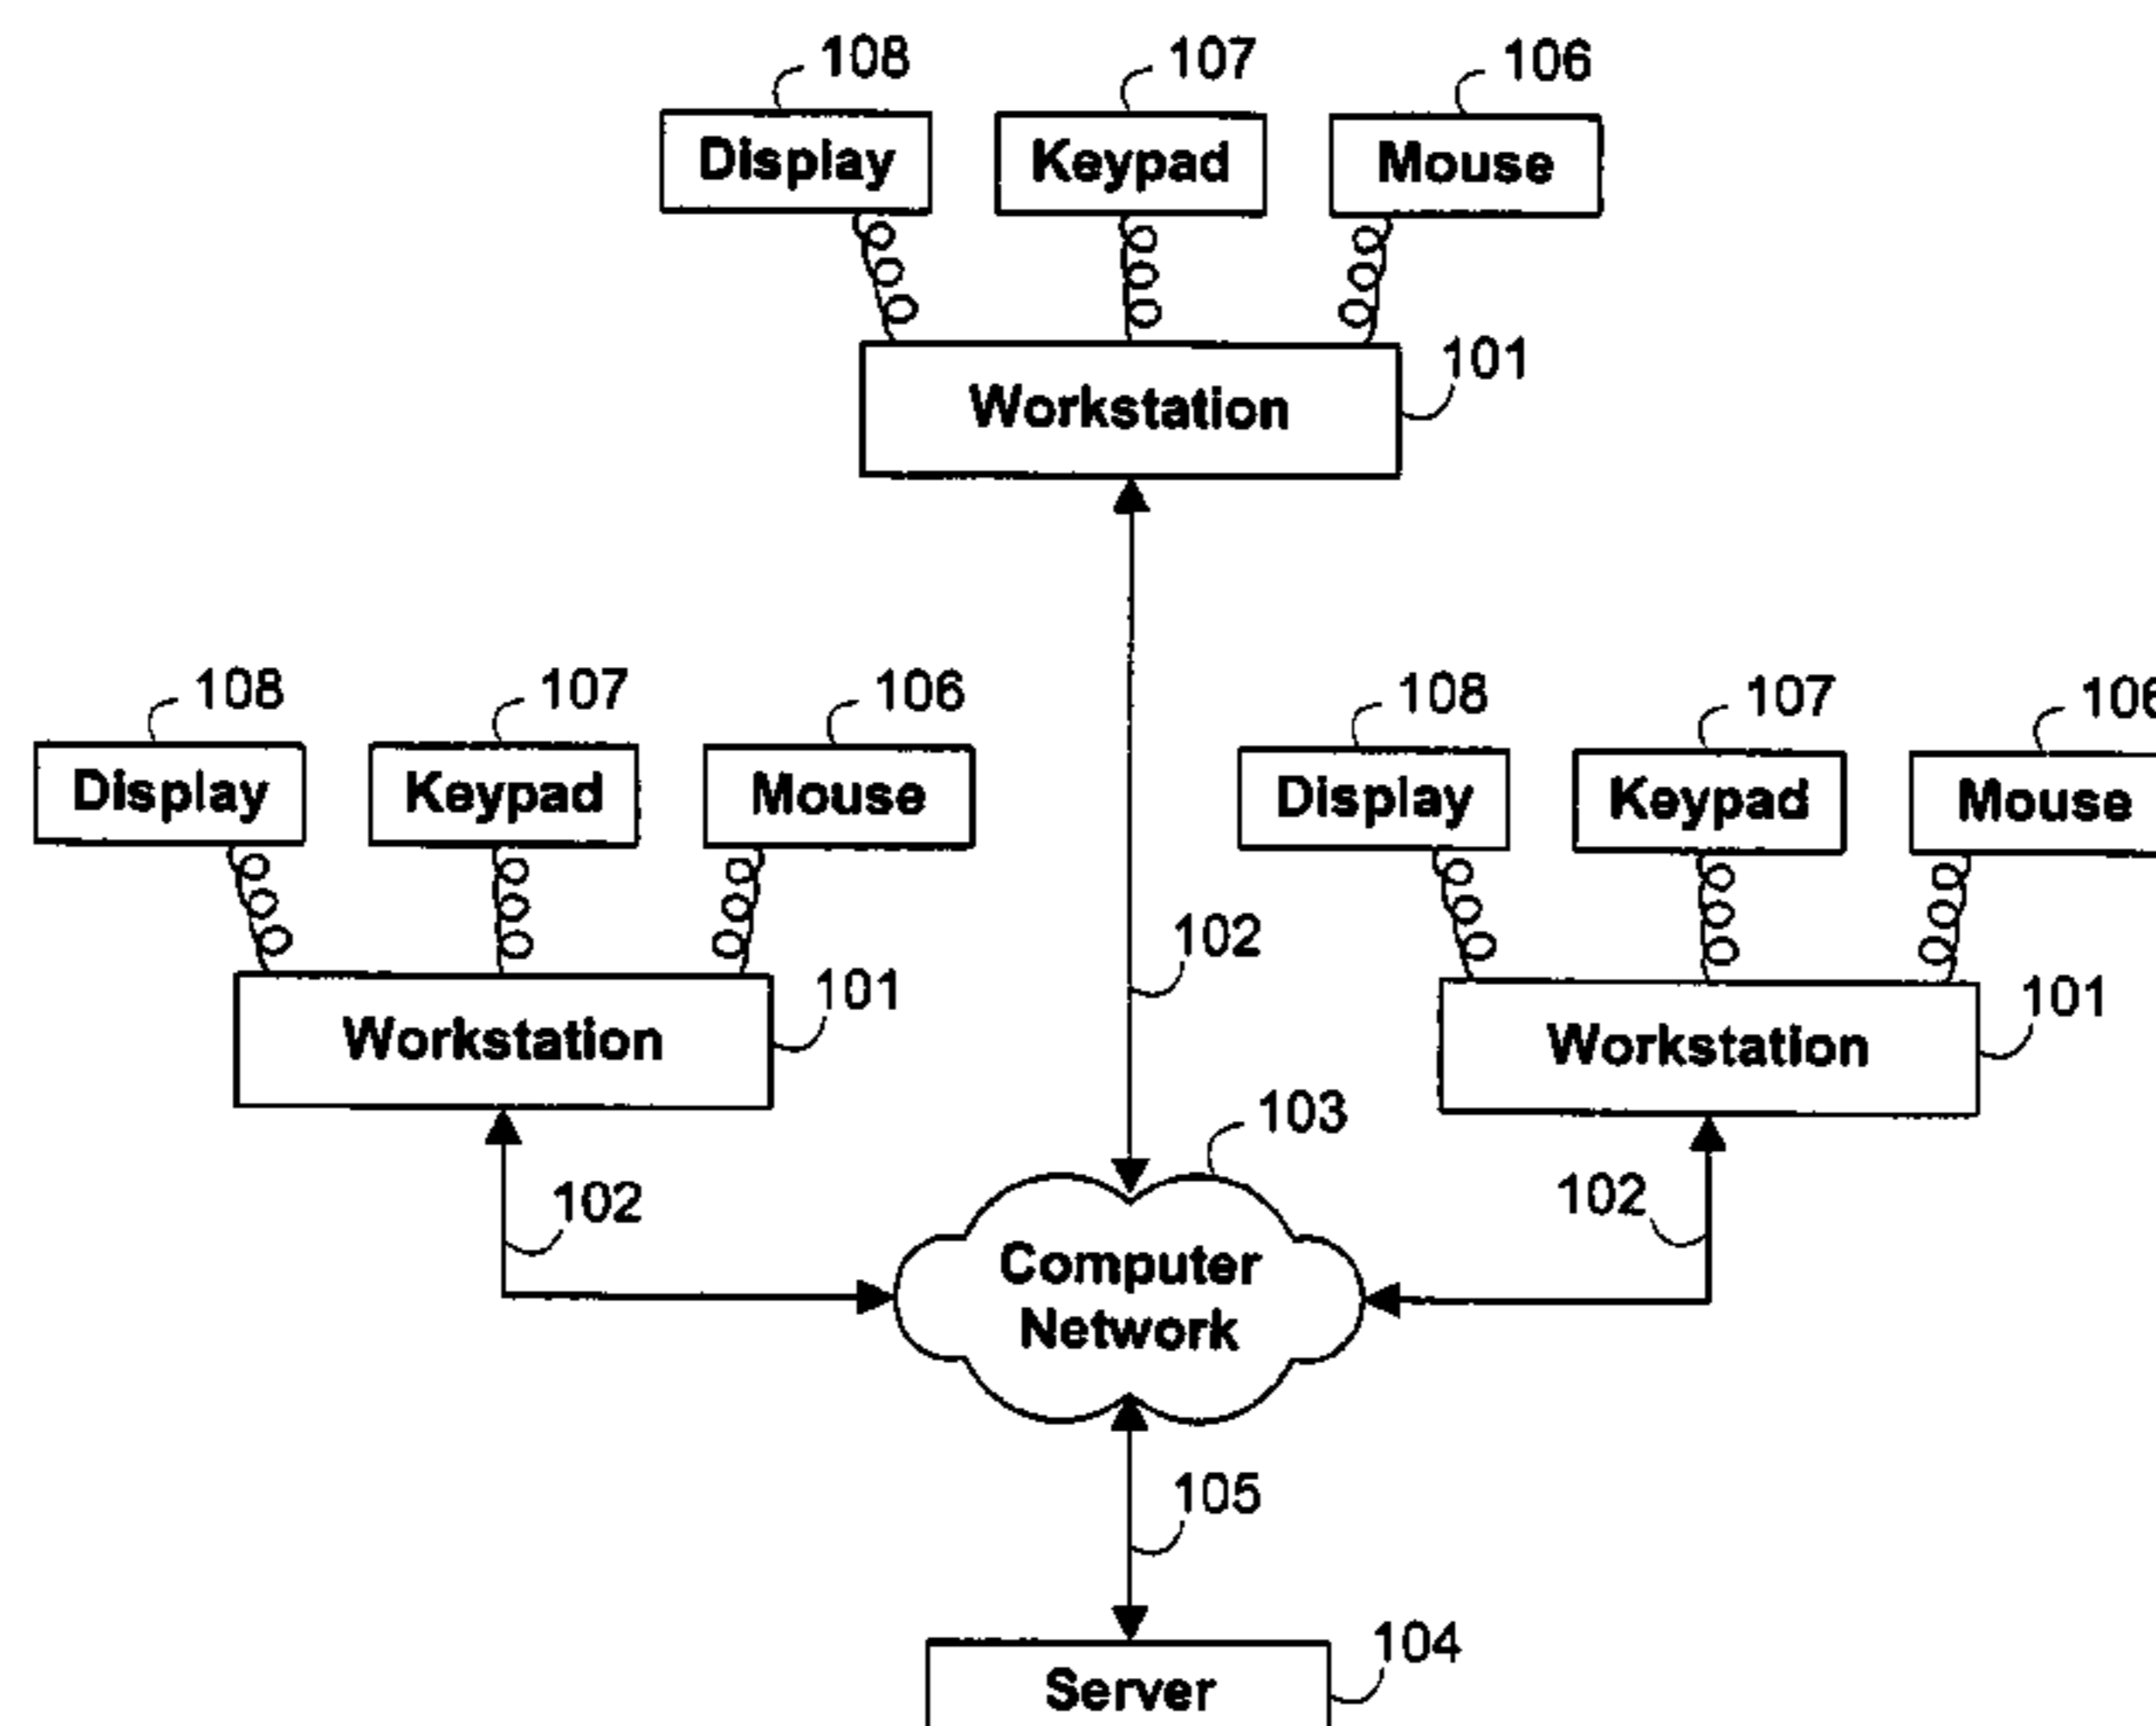 108 107 106
Display Keypad Mouse
101
Workstation
108 107 106 108 107
Display Keypad Mouse Display Keypad Mouse
102
101 101
Workstation Workstation
103
102 102
Computer
Network
105
104
Server